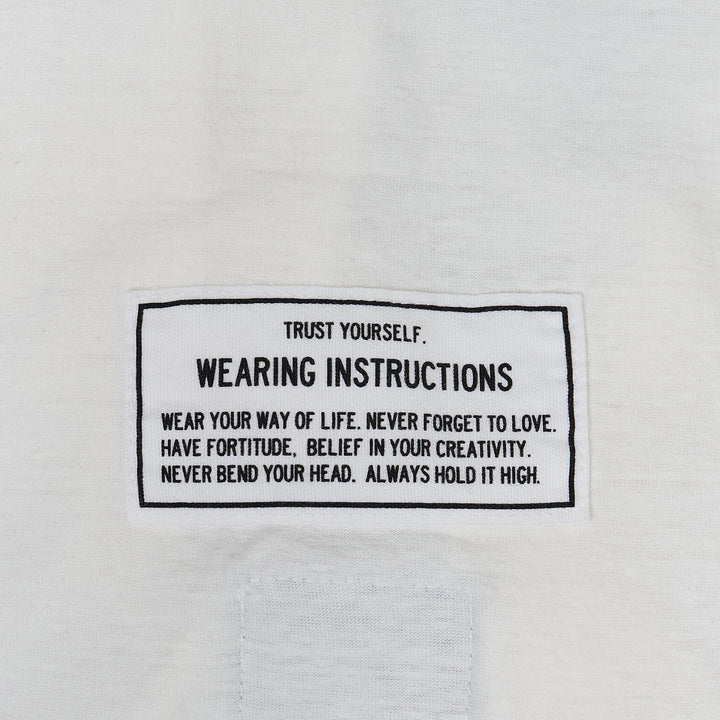 TRUST YOURSELF.
WEARING INSTRUCTIONS
WEAR YOUR WAY OF LIFE. NEVER FORGET TO LOVE.
HAVE FORTITUDE, BELIEF IN YOUR CREATIVITY.
NEVER BEND YOUR HEAD. ALWAYS HOLD IT HIGH.